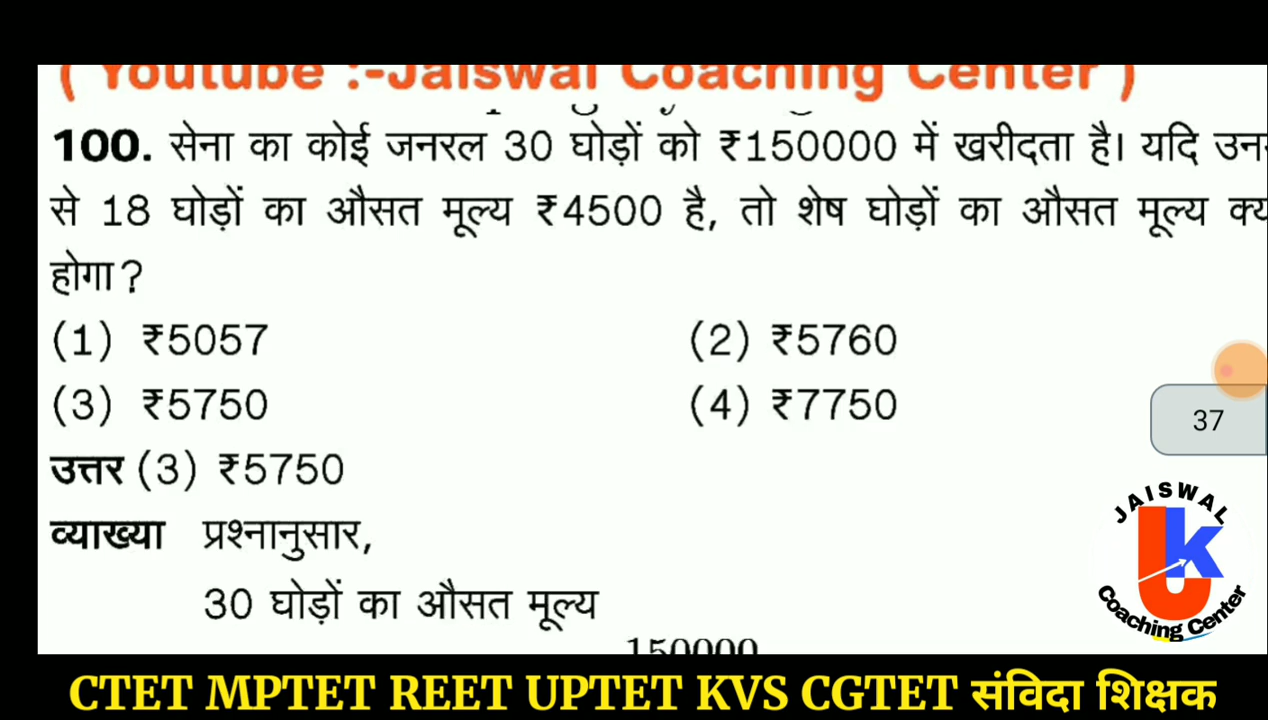 ( Youtube :-Jaiswal Coaching Center )
100. सेना का कोई जनरल 30 घोड़ों को ₹150000 में खरीदता है। यदि उन
से 18 घोड़ों का औसत मूल्य ₹4500 है, तो शेष घोड़ों का औसत मूल्य क्य
होगा?
(1) ₹5057 (2) ₹5760
(3) ₹5750 (4) ₹7750
37
उत्तर (3) ₹5750
व्याख्या प्रश्नानुसार,
30 घोड़ों का औसत मूल्य
150000
JAISWAL
Jk
Coaching Center
CTET MPTET REET UPTET KVS CGTET संविदा शिक्षक